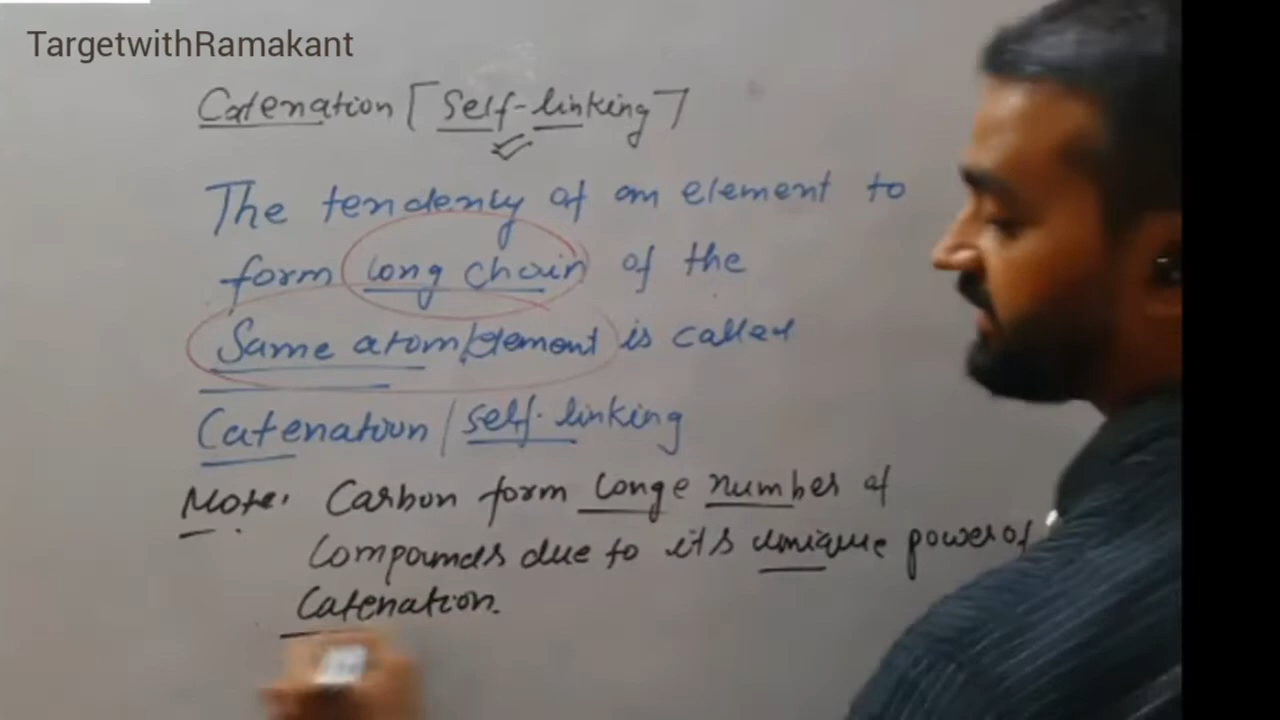 TargetwithRamakant
Catenation [Self-linking]
The tendency of an element to
form long chain of the
Same atom/element is called
Catenation/self-linking
Note. Carbon form longe number of
Compounds due to its unique power of
Catenation.